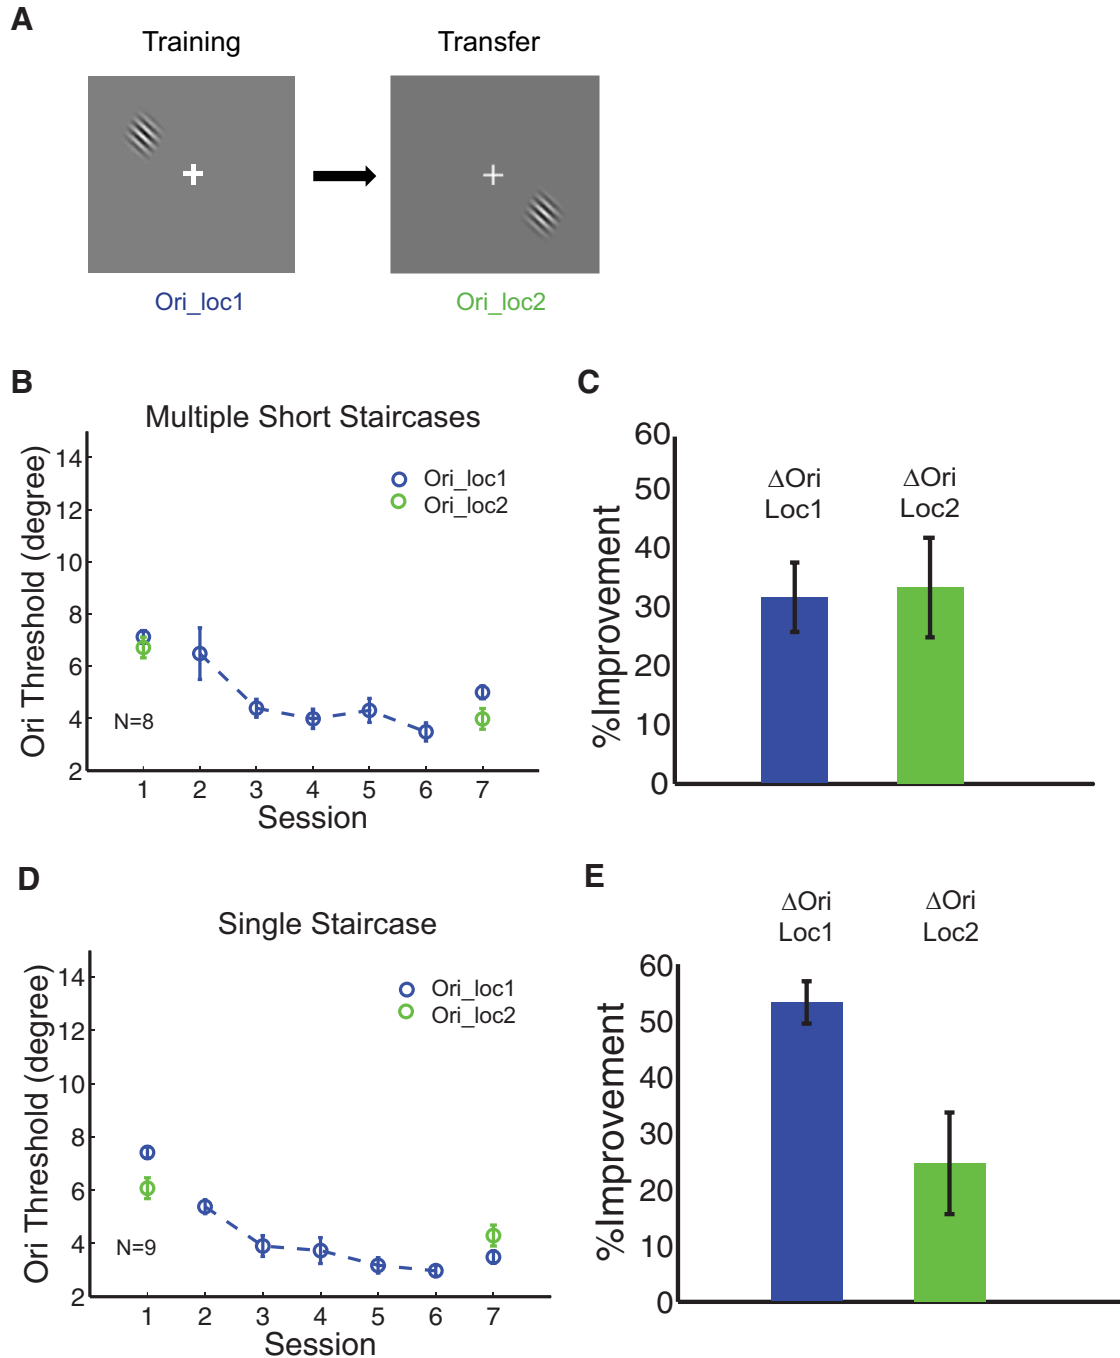 A
Training
Transfer
Ori_loc1
Ori_loc2
B
Multiple Short Staircases
Ori Threshold (degree)
14
12
10
8
6
4
2
Ori_loc1
Ori_loc2
N=8
1 2 3 4 5 6 7
Session
C
%Improvement
60
50
40
30
20
10
0
ΔOri
Loc1
ΔOri
Loc2
D
Single Staircase
Ori Threshold (degree)
14
12
10
8
6
4
2
Ori_loc1
Ori_loc2
N=9
1 2 3 4 5 6 7
Session
E
ΔOri
Loc1
ΔOri
Loc2
%Improvement
60
50
40
30
20
10
0